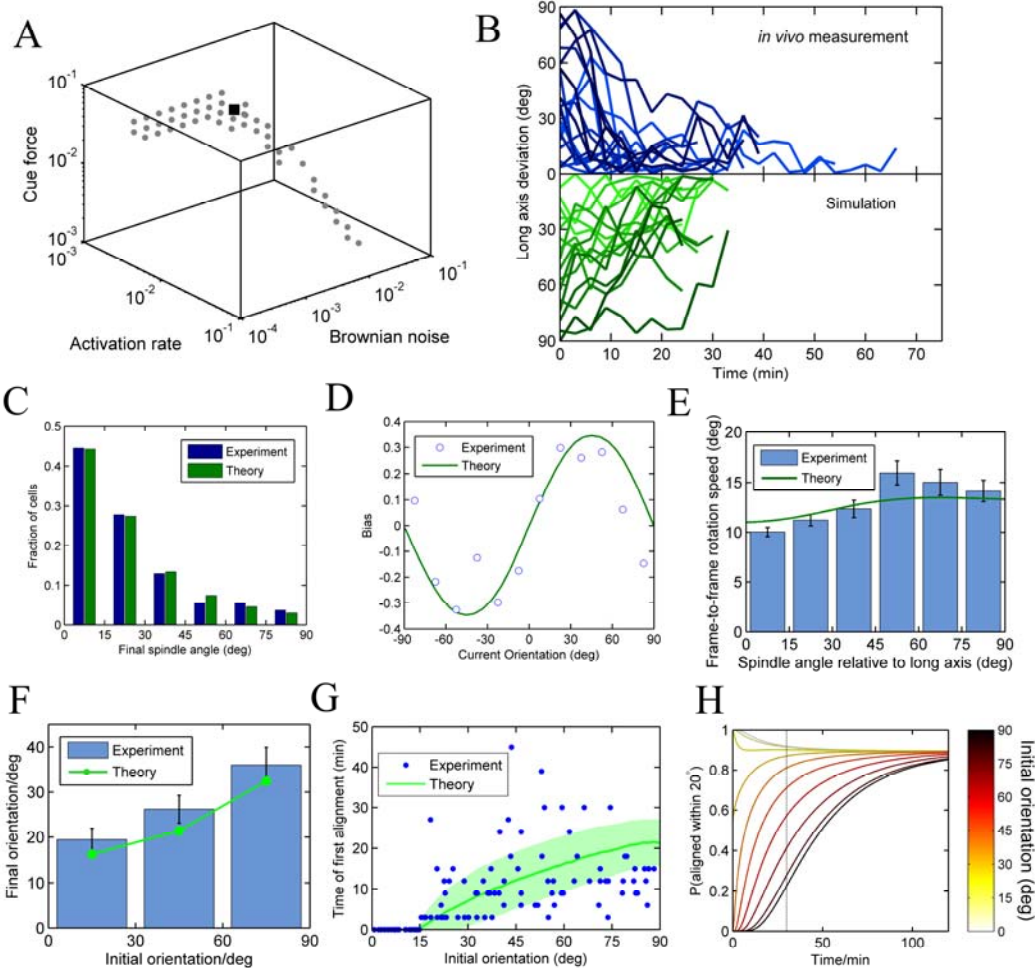 A
Cue force
10-1
10-2
10-3
10-3
10-2
10-1
Activation rate
10-4
10-3
10-2
10-1
Brownian noise
B
Long axis deviation (deg)
90
60
30
0
30
60
90
in vivo measurement
Simulation
0 10 20 30 40 50 60 70
Time (min)
C
Fraction of cells
0.5
0.4
0.3
0.2
0.1
0
Experiment
Theory
0 15 30 45 60 75 90
Final spindle angle (deg)
D
Bias
0.4
0.3
0.2
0.1
0
-0.1
-0.2
-0.3
-0.4
Experiment
Theory
-90 -60 -30 0 30 60 90
Current Orientation (deg)
E
Frame-to-frame rotation speed (deg)
20
15
10
5
0
Experiment
Theory
0 15 30 45 60 75 90
Spindle angle relative to long axis (deg)
F
Final orientation/deg
40
30
20
10
0
Experiment
Theory
0 30 60 90
Initial orientation/deg
G
Time of first alignment (min)
50
40
30
20
10
0
Experiment
Theory
0 15 30 45 60 75 90
Initial orientation (deg)
H
P(aligned within 20°)
1
0.8
0.6
0.4
0.2
0
0 50 100
Time/min
90
75
60
45
30
15
0
Initial orientation (deg)